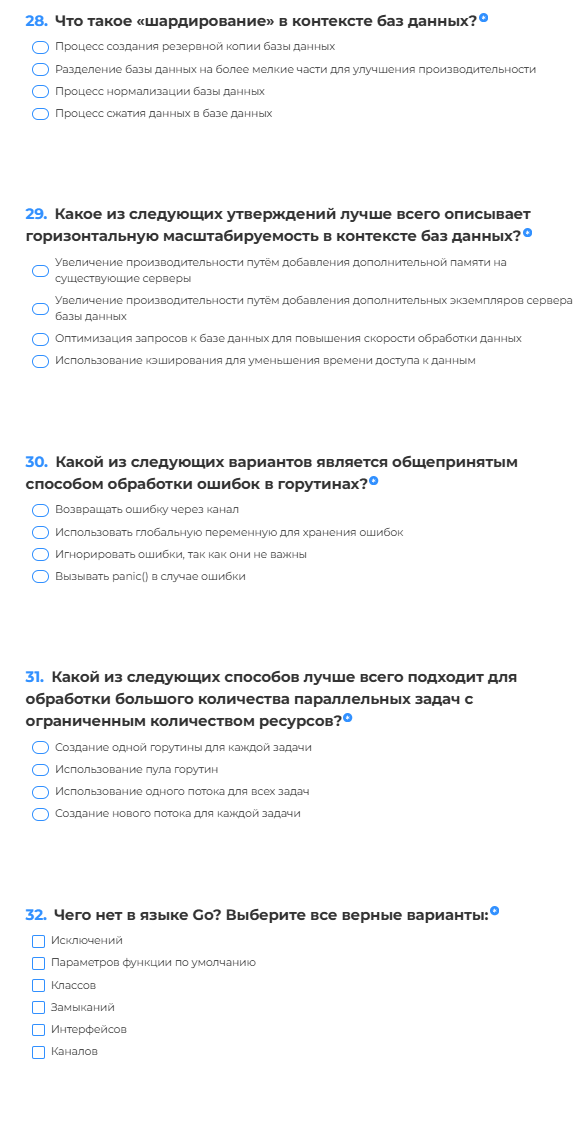 28. Что такое «шардирование» в контексте баз данных?
Процесс создания резервной копии базы данных
Разделение базы данных на более мелкие части для улучшения производительности
Процесс нормализации базы данных
Процесс сжатия данных в базе данных
29. Какое из следующих утверждений лучше всего описывает
горизонтальную масштабируемость в контексте баз данных?
Увеличение производительности путём добавления дополнительной памяти на
существующие серверы
Увеличение производительности путём добавления дополнительных экземпляров сервера
базы данных
Оптимизация запросов к базе данных для повышения скорости обработки данных
Использование кэширования для уменьшения времени доступа к данным
30. Какой из следующих вариантов является общепринятым
способом обработки ошибок в горутинах?
Возвращать ошибку через канал
Использовать глобальную переменную для хранения ошибок
Игнорировать ошибки, так как они не важны
Вызывать panic() в случае ошибки
31. Какой из следующих способов лучше всего подходит для
обработки большого количества параллельных задач с
ограниченным количеством ресурсов?
Создание одной горутины для каждой задачи
Использование пула горутин
Использование одного потока для всех задач
Создание нового потока для каждой задачи
32. Чего нет в языке Go? Выберите все верные варианты:
Исключений
Параметров функции по умолчанию
Классов
Замыканий
Интерфейсов
Каналов